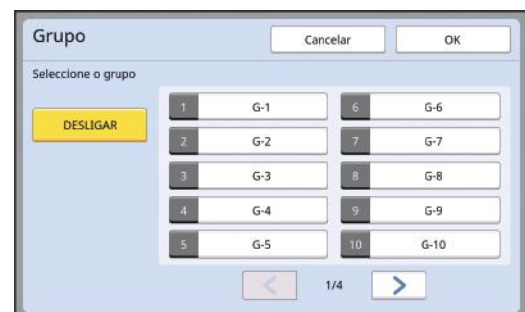 Grupo
Cancelar
OK
Seleccione o grupo
DESLIGAR
1 G-1
2 G-2
3 G-3
4 G-4
5 G-5
6 G-6
7 G-7
8 G-8
9 G-9
10 G-10
1/4